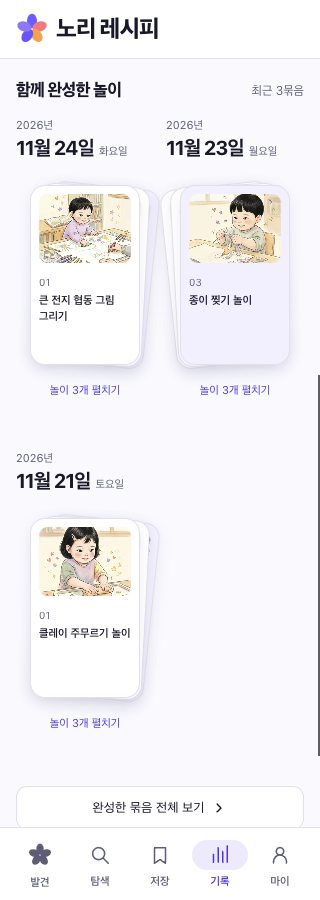 노리 레시피
함께 완성한 놀이
최근 3묶음
2026년
11월 24일 화요일
2026년
11월 23일 월요일
01
큰 전지 협동 그림
그리기
03
종이 찢기 놀이
놀이 3개 펼치기
놀이 3개 펼치기
2026년
11월 21일 토요일
01
클레이 주무르기 놀이
놀이 3개 펼치기
완성한 묶음 전체 보기
발견
탐색
저장
기록
마이